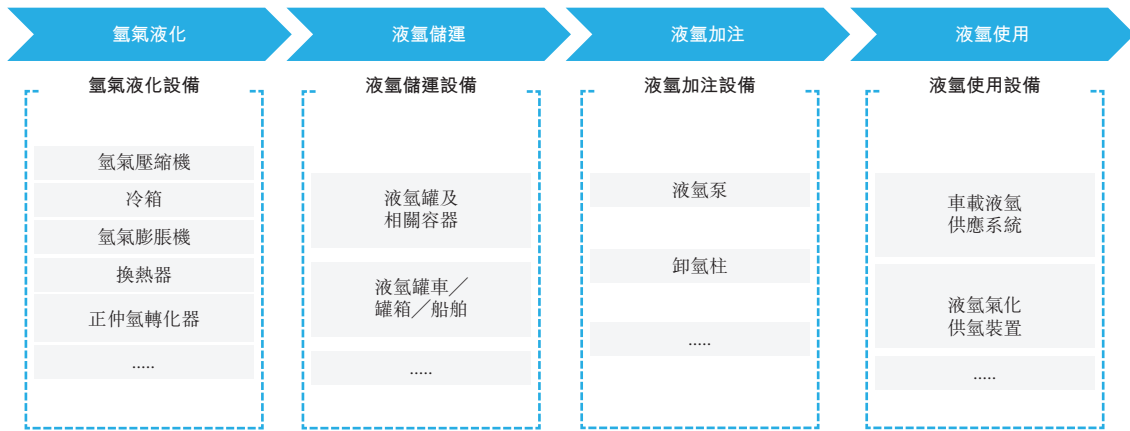 氫氣液化
液氫儲運
液氫加注
液氫使用
氫氣液化設備
液氫儲運設備
液氫加注設備
液氫使用設備
氫氣壓縮機
冷箱
氫氣膨脹機
換熱器
正仲氫轉化器
.....
液氫罐及
相關容器
液氫罐車／
罐箱／船舶
.....
液氫泵
卸氫柱
.....
車載液氫
供應系統
液氫氣化
供氫裝置
.....